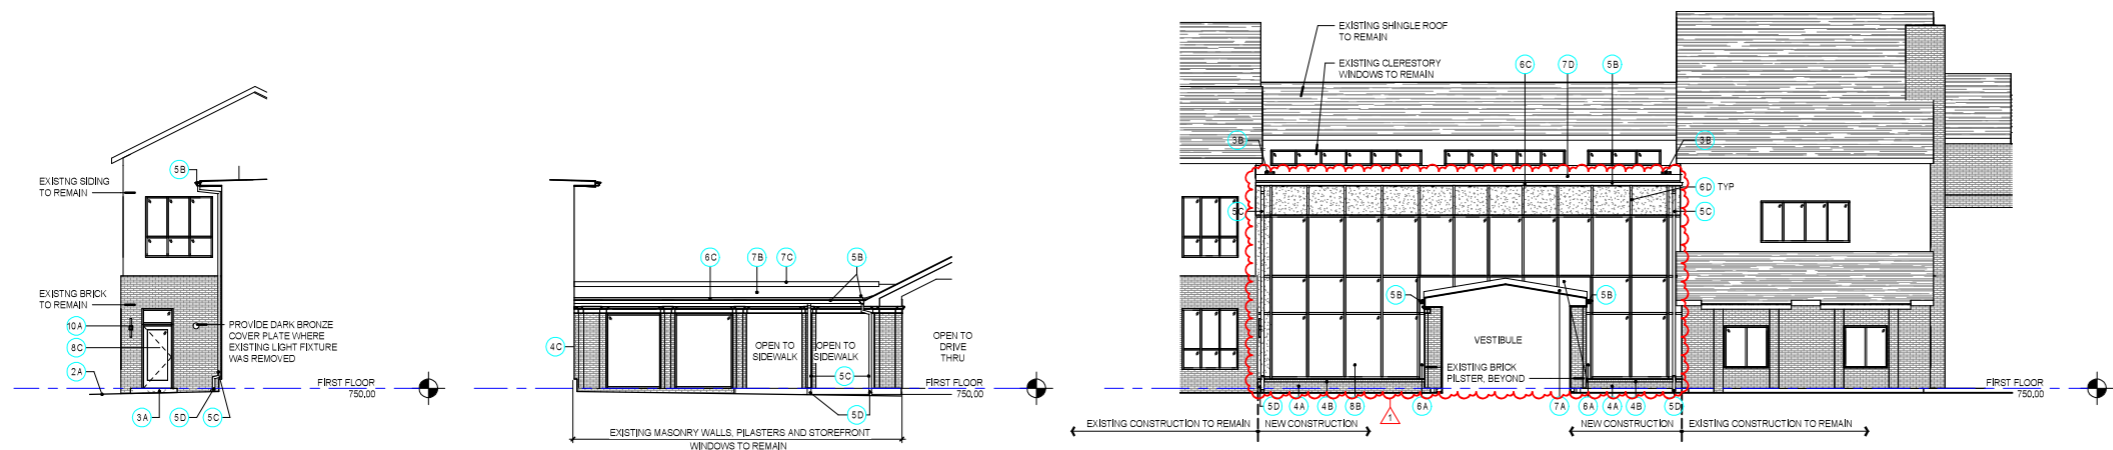 5B
EXISTNG SIDING
TO REMAIN
EXISTNG BRICK
TO REMAIN
10A
8C
2A
PROVIDE DARK BRONZE
COVER PLATE WHERE
EXISTING LIGHT FIXTURE
WAS REMOVED
FIRST FLOOR
750.00
3A
5D
5C
6C
7B
7C
5B
4C
OPEN TO
SIDEWALK
OPEN TO
SIDEWALK
OPEN TO
DRIVE
THRU
5C
5D
FIRST FLOOR
750.00
EXISTING MASONRY WALLS, PILASTERS AND STOREFRONT
WINDOWS TO REMAIN
EXISTING SHINGLE ROOF
TO REMAIN
EXISTING CLERESTORY
WINDOWS TO REMAIN
6C
7D
5B
3B
3B
6D TYP
5C
5C
5B
5B
VESTIBULE
EXISTING BRICK
PILSTER, BEYOND
FIRST FLOOR
750.00
5D
4A
4B
8B
6A
7A
6A
4A
4B
5D
1
EXISTING CONSTRUCTION TO REMAIN
NEW CONSTRUCTION
NEW CONSTRUCTION
EXISTING CONSTRUCTION TO REMAIN